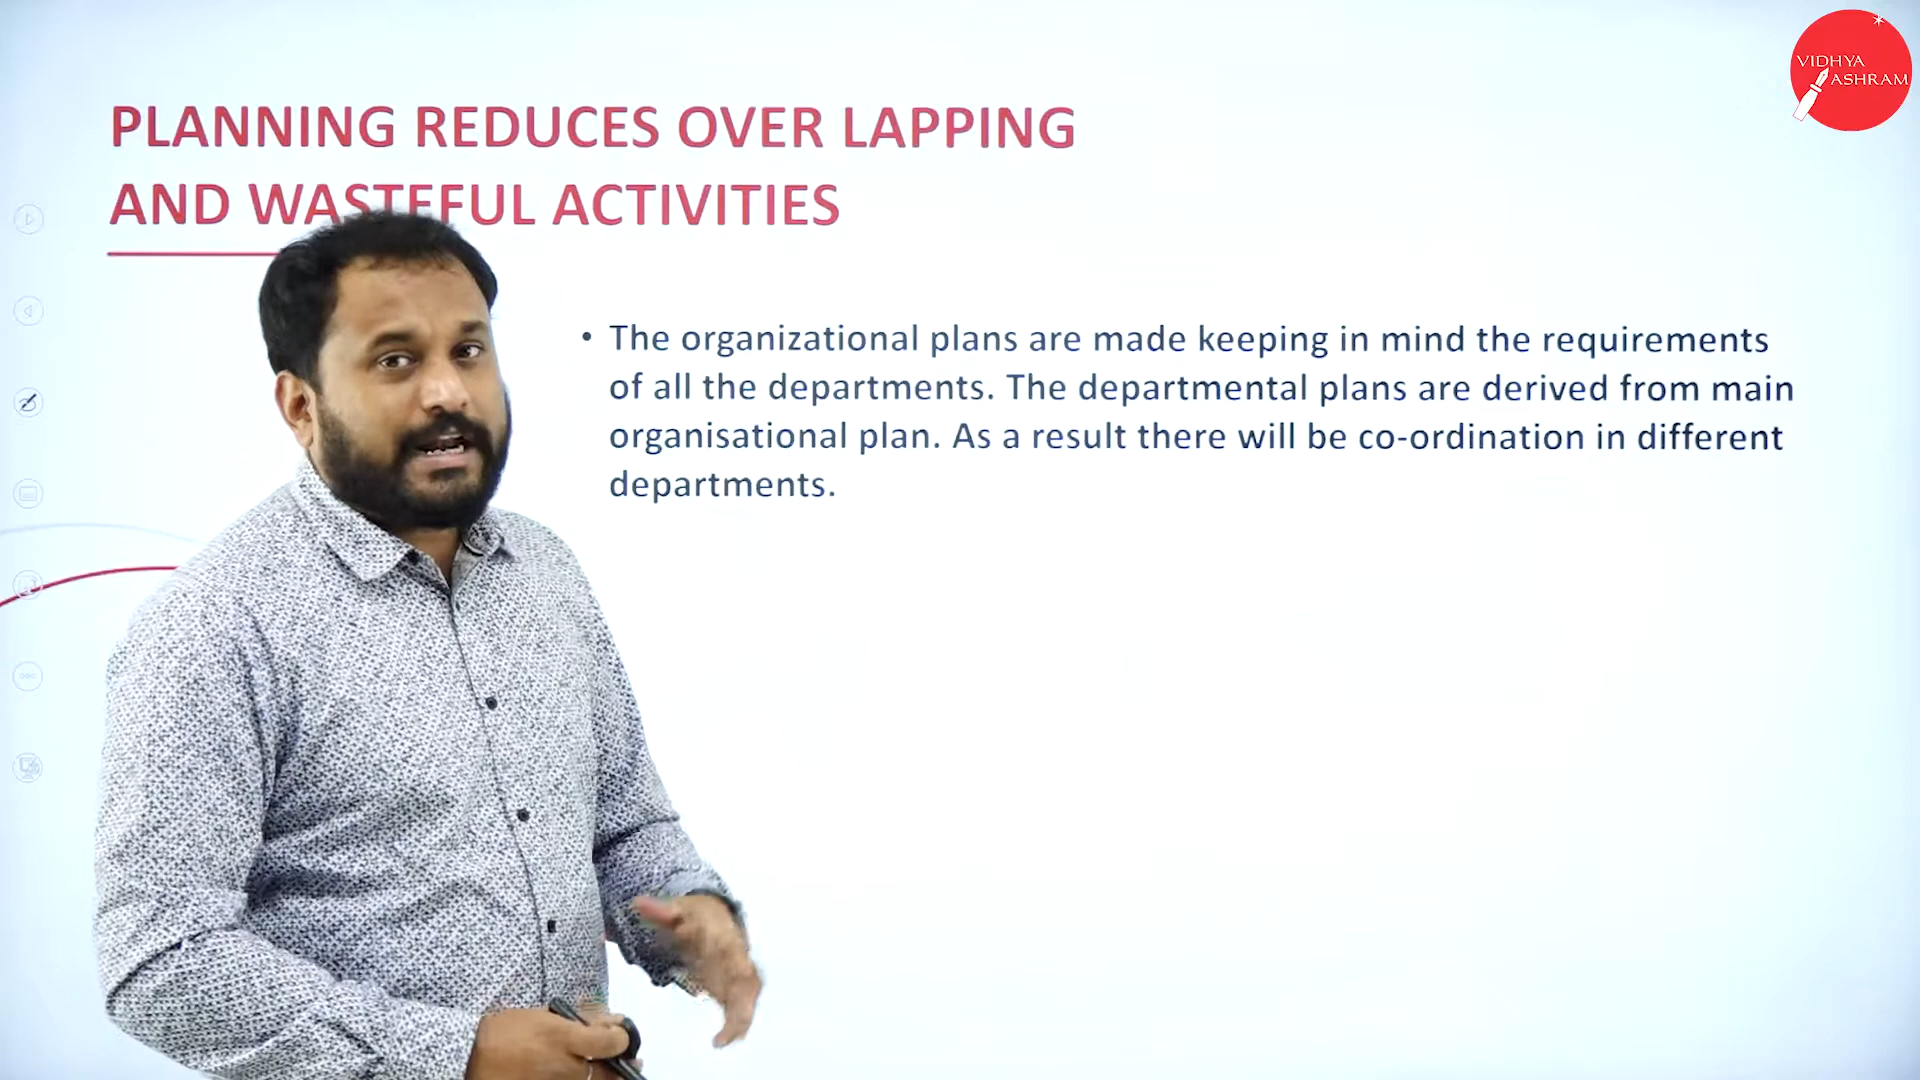 PLANNING REDUCES OVER LAPPING
AND WASTEFUL ACTIVITIES
• The organizational plans are made keeping in mind the requirements
of all the departments. The departmental plans are derived from main
organisational plan. As a result there will be co-ordination in different
departments.
VIDHYA
ASHRAM